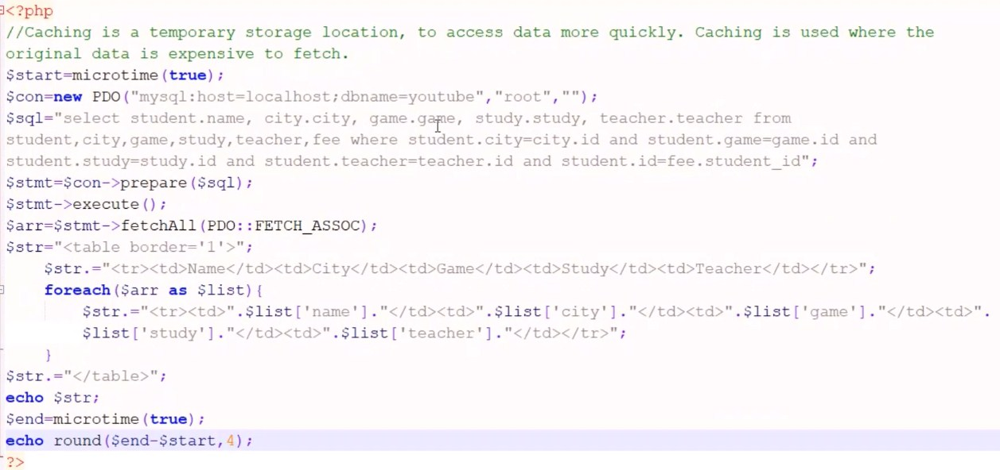 <?php
//Caching is a temporary storage location, to access data more quickly. Caching is used where the
original data is expensive to fetch.
$start=microtime(true);
$con=new PDO("mysql:host=localhost;dbname=youtube","root","");
$sql="select student.name, city.city, game.game, study.study, teacher.teacher from
student,city,game,study,teacher,fee where student.city=city.id and student.game=game.id and
student.study=study.id and student.teacher=teacher.id and student.id=fee.student_id";
$stmt=$con->prepare($sql);
$stmt->execute();
$arr=$stmt->fetchAll(PDO::FETCH_ASSOC);
$str="<table border='1'>";
    $str.="<tr><td>Name</td><td>City</td><td>Game</td><td>Study</td><td>Teacher</td></tr>";
    foreach($arr as $list){
        $str.="<tr><td>".$list['name']."</td><td>".$list['city']."</td><td>".$list['game']."</td><td>".
        $list['study']."</td><td>".$list['teacher']."</td></tr>";
    }
$str.="</table>";
echo $str;
$end=microtime(true);
echo round($end-$start,4);
?>